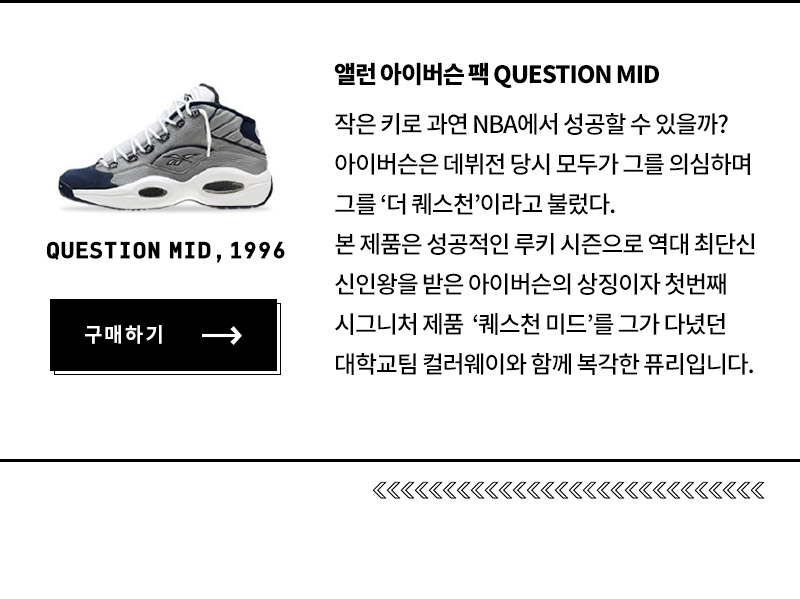 앨런 아이버슨 팩 QUESTION MID
작은 키로 과연 NBA에서 성공할 수 있을까?
아이버슨은 데뷔전 당시 모두가 그를 의심하며
그를 ‘더 퀘스천’이라고 불렀다.
본 제품은 성공적인 루키 시즌으로 역대 최단신
신인왕을 받은 아이버슨의 상징이자 첫번째
시그니처 제품 ‘퀘스천 미드’를 그가 다녔던
대학교팀 컬러웨이와 함께 복각한 퓨리입니다.
QUESTION MID, 1996
구매하기